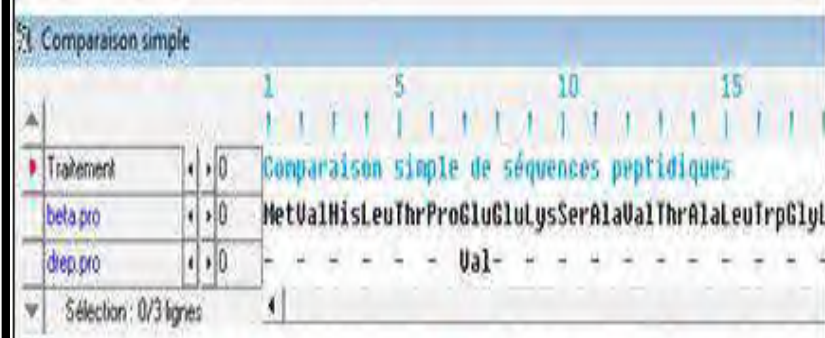 Comparaison simple
1 5 10 15
Traitement 0 Comparaison simple de séquences peptidiques
beta.pro 0 MetValHisLeuThrProGluGluLysSerAlaValThrAlaLeuTrpGlyL
drep.pro 0 - - - - - - Val- - - - - - - - - - -
Sélection : 0/3 lignes